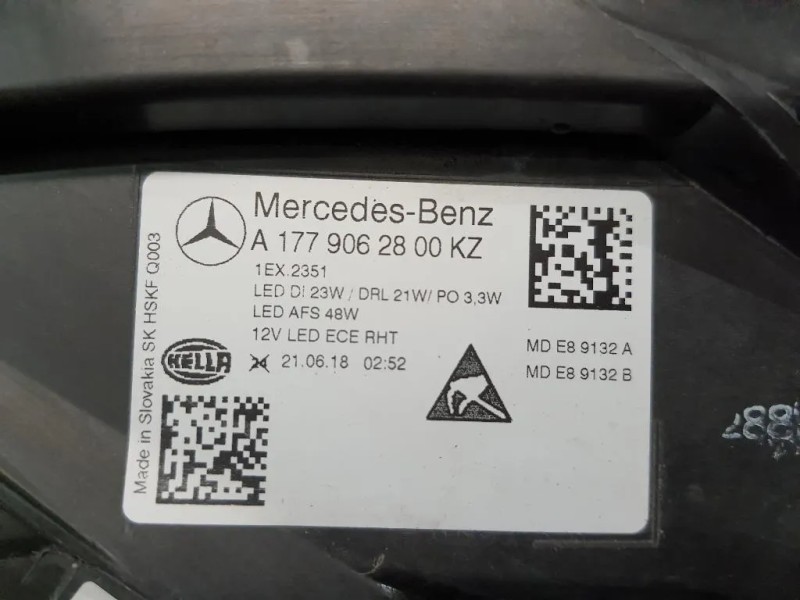 Mercedes-Benz
A 177 906 28 00 KZ
1EX.2351
LED DI 23W / DRL 21W/ PO 3,3W
LED AFS 48W
12V LED ECE RHT
HELLA
24 21.06.18 02:52
MD E8 9132 A
MD E8 9132 B
Made in Slovakia SK HSKF Q003